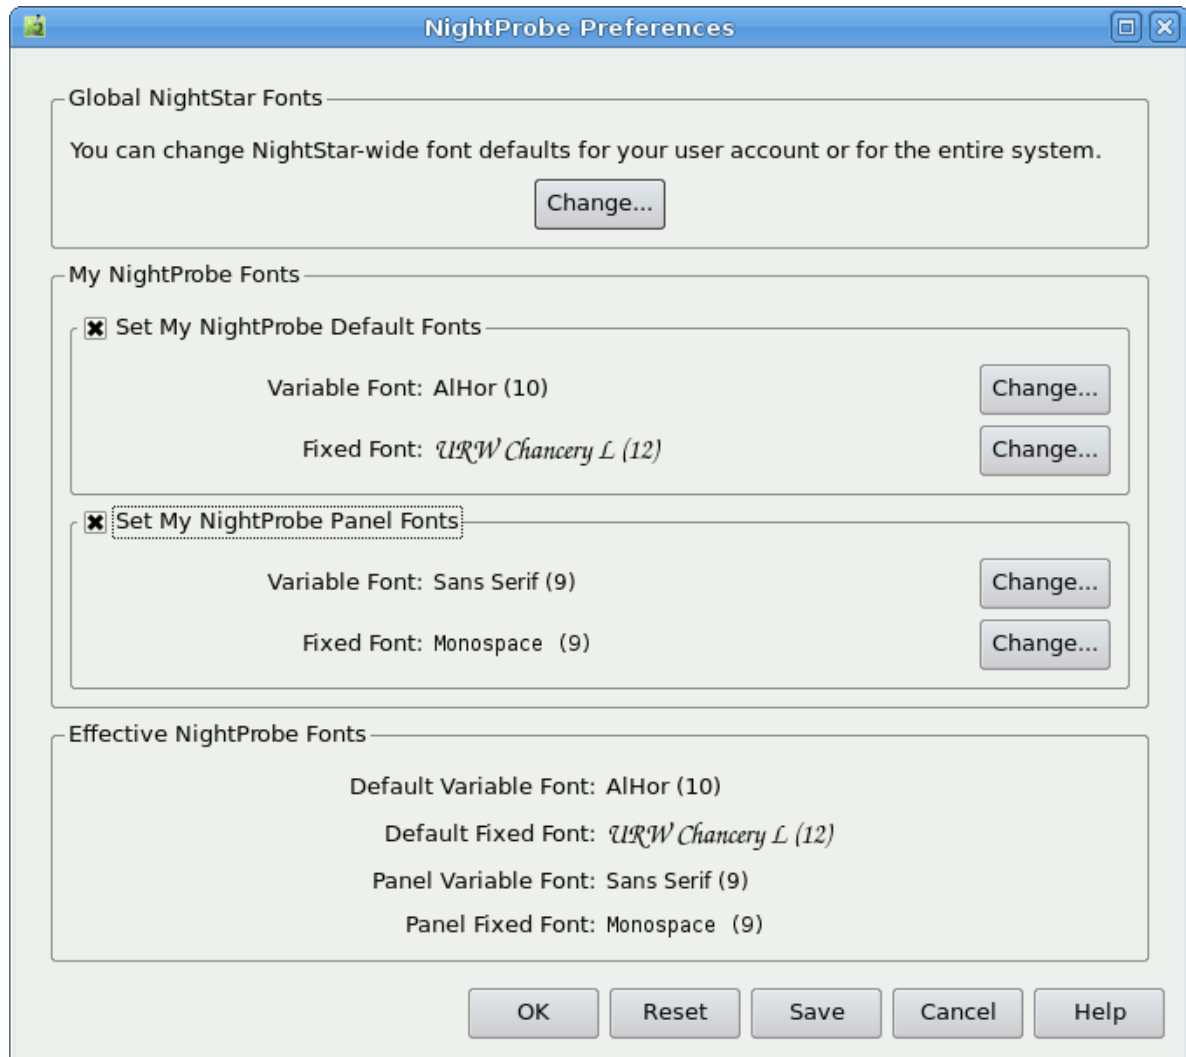 NightProbe Preferences
Global NightStar Fonts
You can change NightStar-wide font defaults for your user account or for the entire system.
Change...
My NightProbe Fonts
Set My NightProbe Default Fonts
Variable Font: AlHor (10) Change...
Fixed Font: URW Chancery L (12) Change...
Set My NightProbe Panel Fonts
Variable Font: Sans Serif (9) Change...
Fixed Font: Monospace (9) Change...
Effective NightProbe Fonts
Default Variable Font: AlHor (10)
Default Fixed Font: URW Chancery L (12)
Panel Variable Font: Sans Serif (9)
Panel Fixed Font: Monospace (9)
OK Reset Save Cancel Help